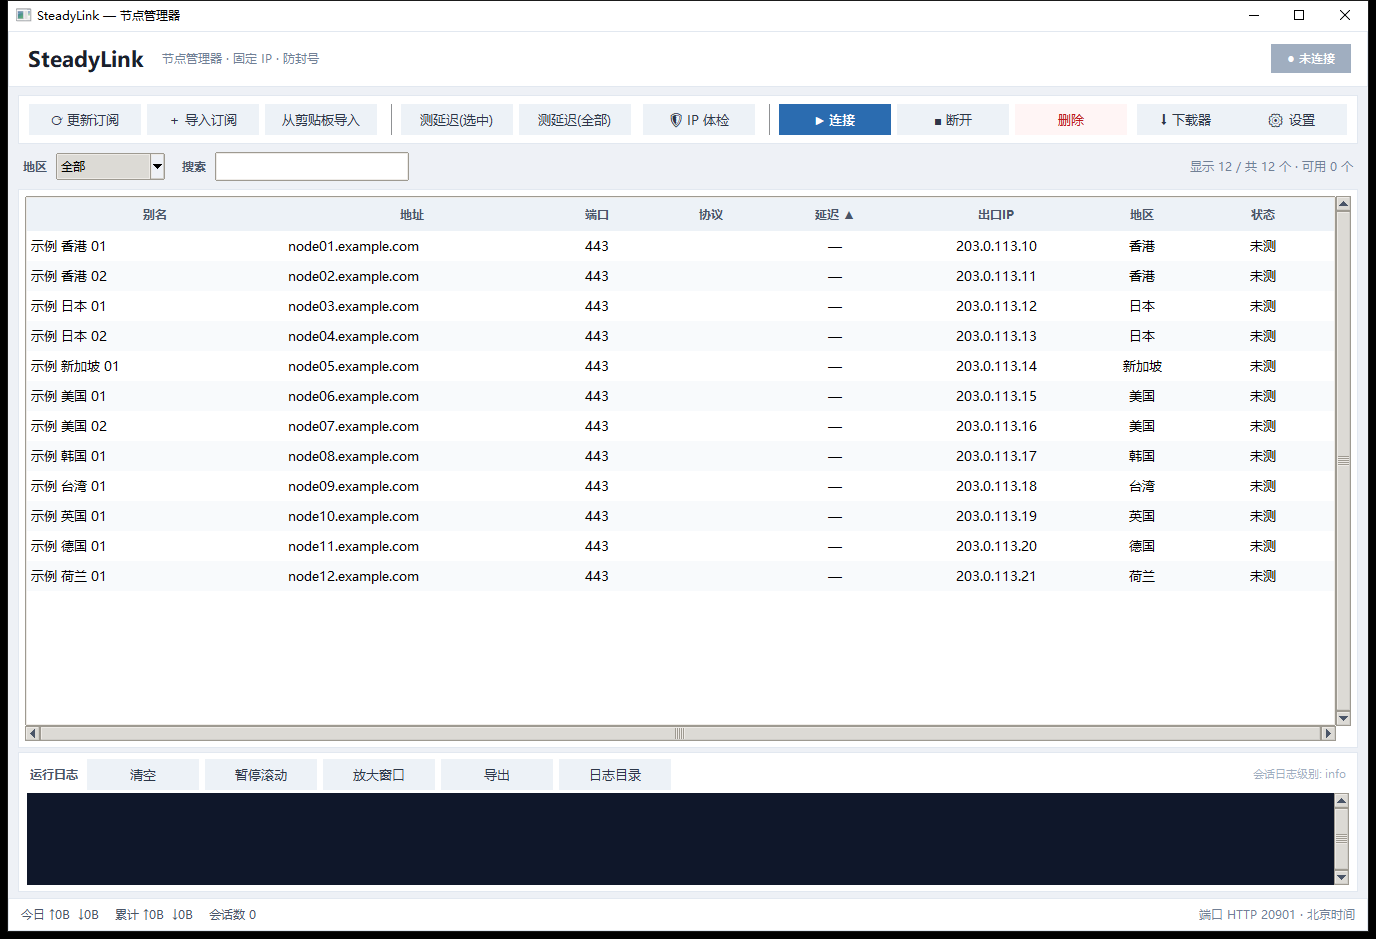 SteadyLink — 节点管理器
SteadyLink 节点管理器 · 固定 IP · 防封号 ● 未连接
⟳ 更新订阅 + 导入订阅 从剪贴板导入 测延迟(选中) 测延迟(全部) 🛡 IP 体检 ▶ 连接 ■ 断开 删除 ⬇ 下载器 ⚙ 设置
地区 全部 搜索 显示 12 / 共 12 个 · 可用 0 个
别名 地址 端口 协议 延迟 ▲ 出口IP 地区 状态
示例 香港 01 node01.example.com 443 — 203.0.113.10 香港 未测
示例 香港 02 node02.example.com 443 — 203.0.113.11 香港 未测
示例 日本 01 node03.example.com 443 — 203.0.113.12 日本 未测
示例 日本 02 node04.example.com 443 — 203.0.113.13 日本 未测
示例 新加坡 01 node05.example.com 443 — 203.0.113.14 新加坡 未测
示例 美国 01 node06.example.com 443 — 203.0.113.15 美国 未测
示例 美国 02 node07.example.com 443 — 203.0.113.16 美国 未测
示例 韩国 01 node08.example.com 443 — 203.0.113.17 韩国 未测
示例 台湾 01 node09.example.com 443 — 203.0.113.18 台湾 未测
示例 英国 01 node10.example.com 443 — 203.0.113.19 英国 未测
示例 德国 01 node11.example.com 443 — 203.0.113.20 德国 未测
示例 荷兰 01 node12.example.com 443 — 203.0.113.21 荷兰 未测
运行日志 清空 暂停滚动 放大窗口 导出 日志目录 会话日志级别: info
今日 ↑0B ↓0B 累计 ↑0B ↓0B 会话数 0 端口 HTTP 20901 · 北京时间